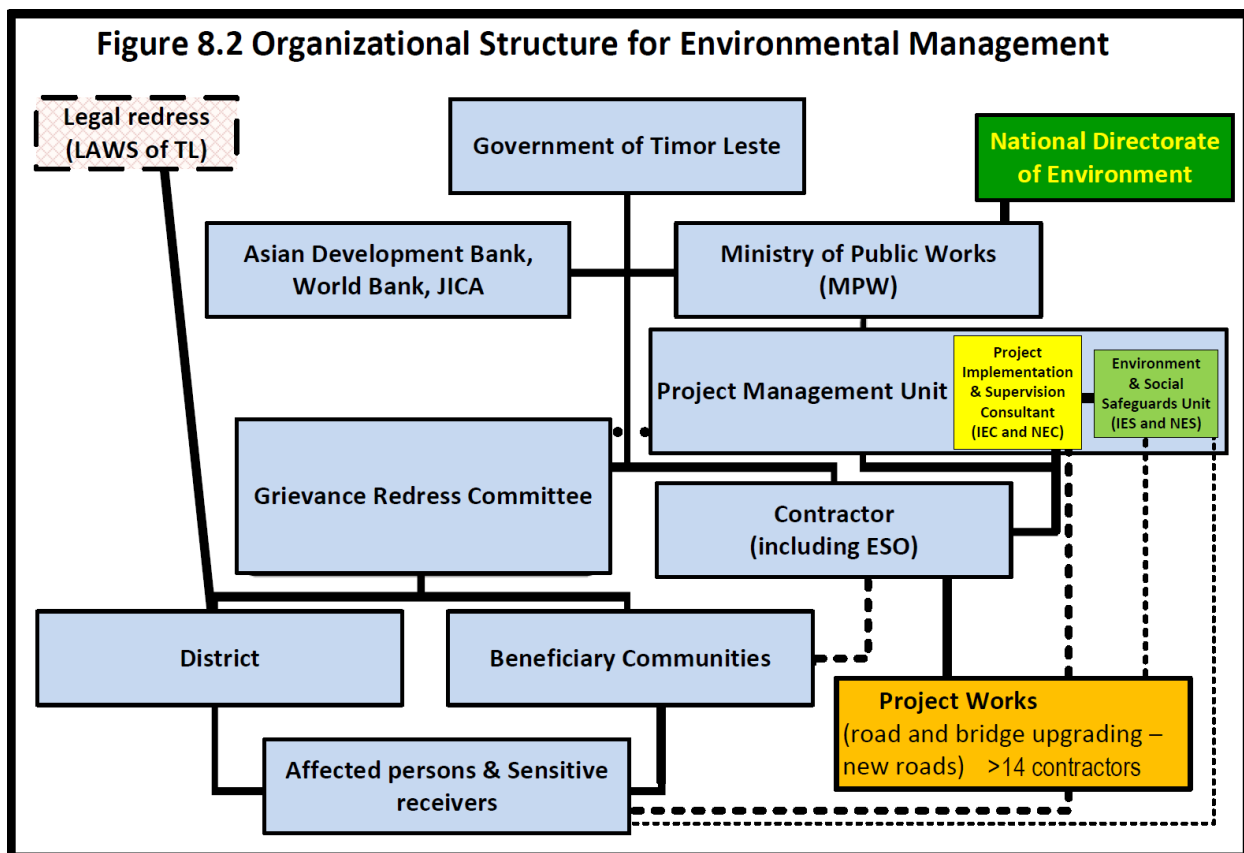 Figure 8.2 Organizational Structure for Environmental Management
Legal redress
(LAWS of TL)
Government of Timor Leste
National Directorate
of Environment
Asian Development Bank,
World Bank, JICA
Ministry of Public Works
(MPW)
Project Management Unit
Project
Implementation
& Supervision
Consultant
(IEC and NEC)
Environment
& Social
Safeguards Unit
(IES and NES)
Grievance Redress Committee
Contractor
(including ESO)
District
Beneficiary Communities
Project Works
(road and bridge upgrading –
new roads) >14 contractors
Affected persons & Sensitive
receivers